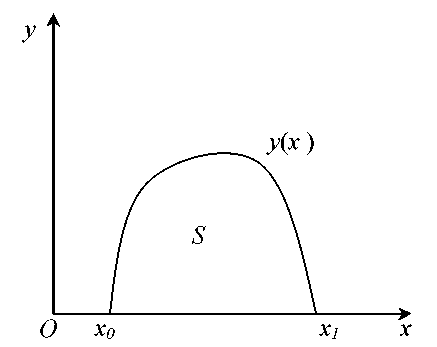 y
y(x )
S
O x₀ x₁ x